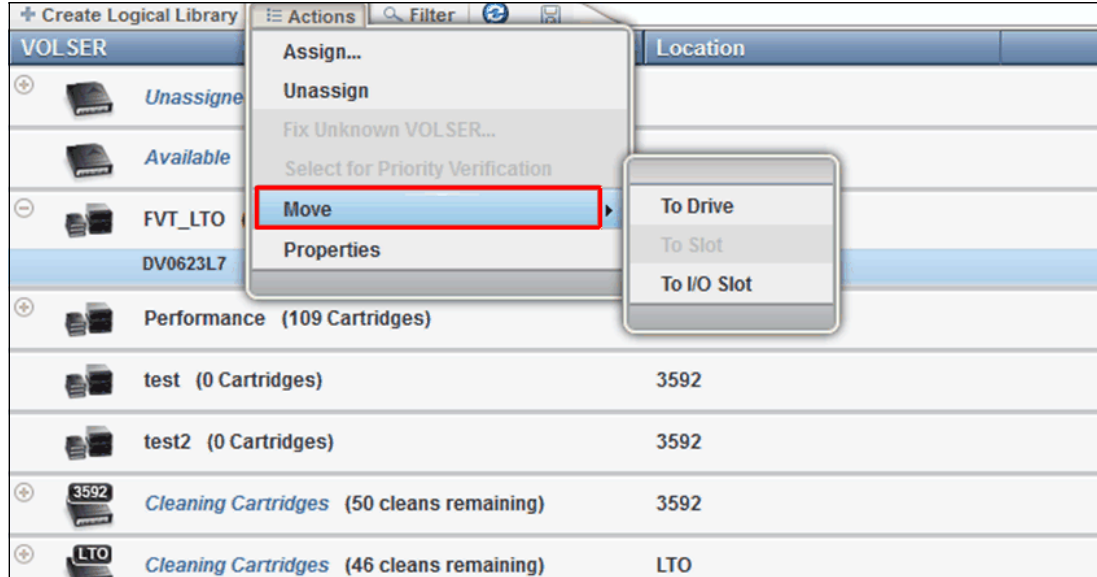 Create Logical Library Actions Filter
VOLSER Location
Assign...
Unassign
Fix Unknown VOLSER...
Select for Priority Verification
Move
Properties
To Drive
To Slot
To I/O Slot
Unassigne
Available
FVT_LTO
DV0623L7
Performance (109 Cartridges)
test (0 Cartridges) 3592
test2 (0 Cartridges) 3592
3592 Cleaning Cartridges (50 cleans remaining) 3592
LTO Cleaning Cartridges (46 cleans remaining) LTO